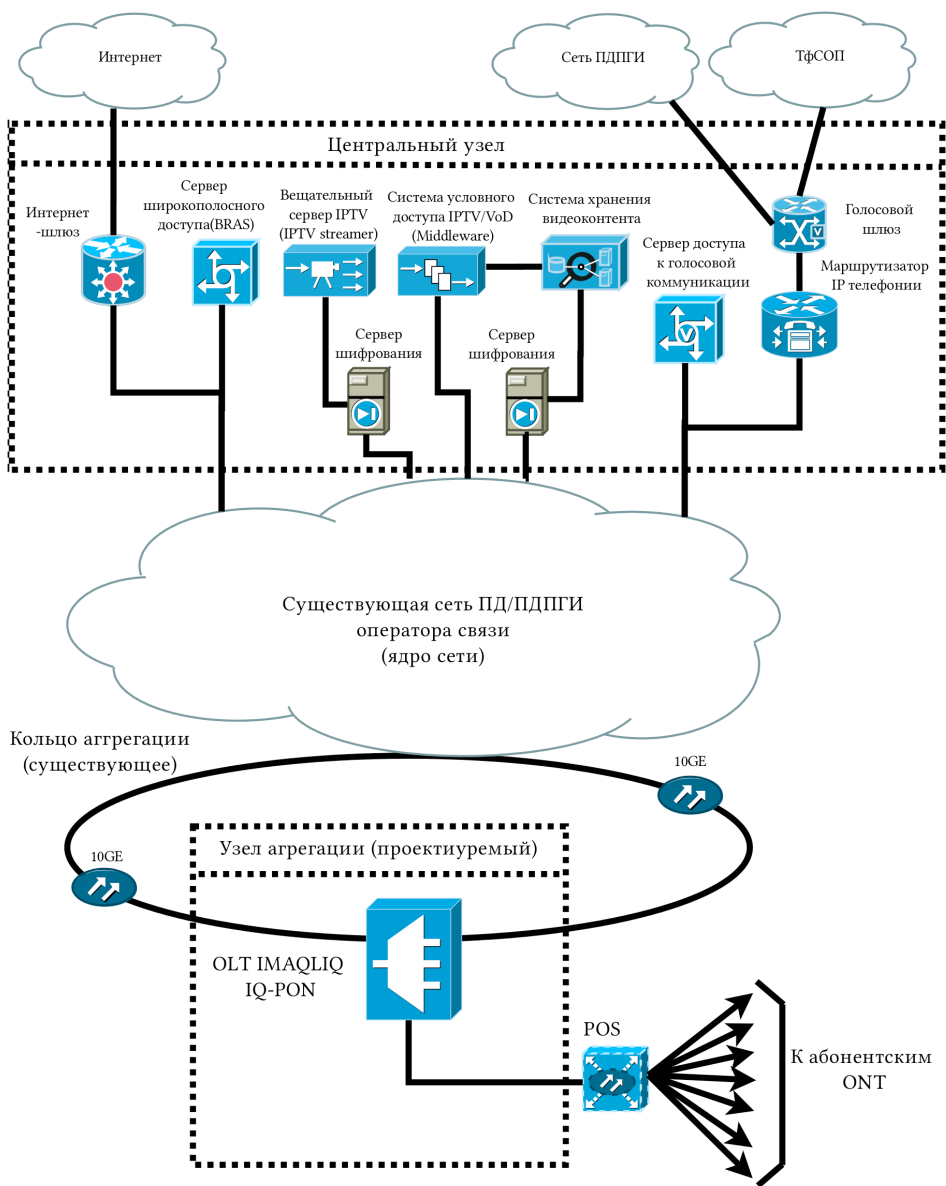 Интернет
Сеть ПДПГИ
ТфСОП
Центральный узел
Интернет
-шлюз
Сервер
широкополосного
доступа(BRAS)
Вещательный
сервер IPTV
(IPTV streamer)
Система условного
доступа IPTV/VoD
(Middleware)
Система хранения
видеоконтента
Сервер доступа
к голосовой
коммуникации
V
Голосовой
шлюз
V
Маршрутизатор
IP телефонии
Сервер
шифрования
Сервер
шифрования
Существующая сеть ПД/ПДПГИ
оператора связи
(ядро сети)
Кольцо аггрегации
(существующее)
10GE
10GE
Узел агрегации (проектиуремый)
OLT IMAQLIQ
IQ-PON
POS
К абонентским
ONT